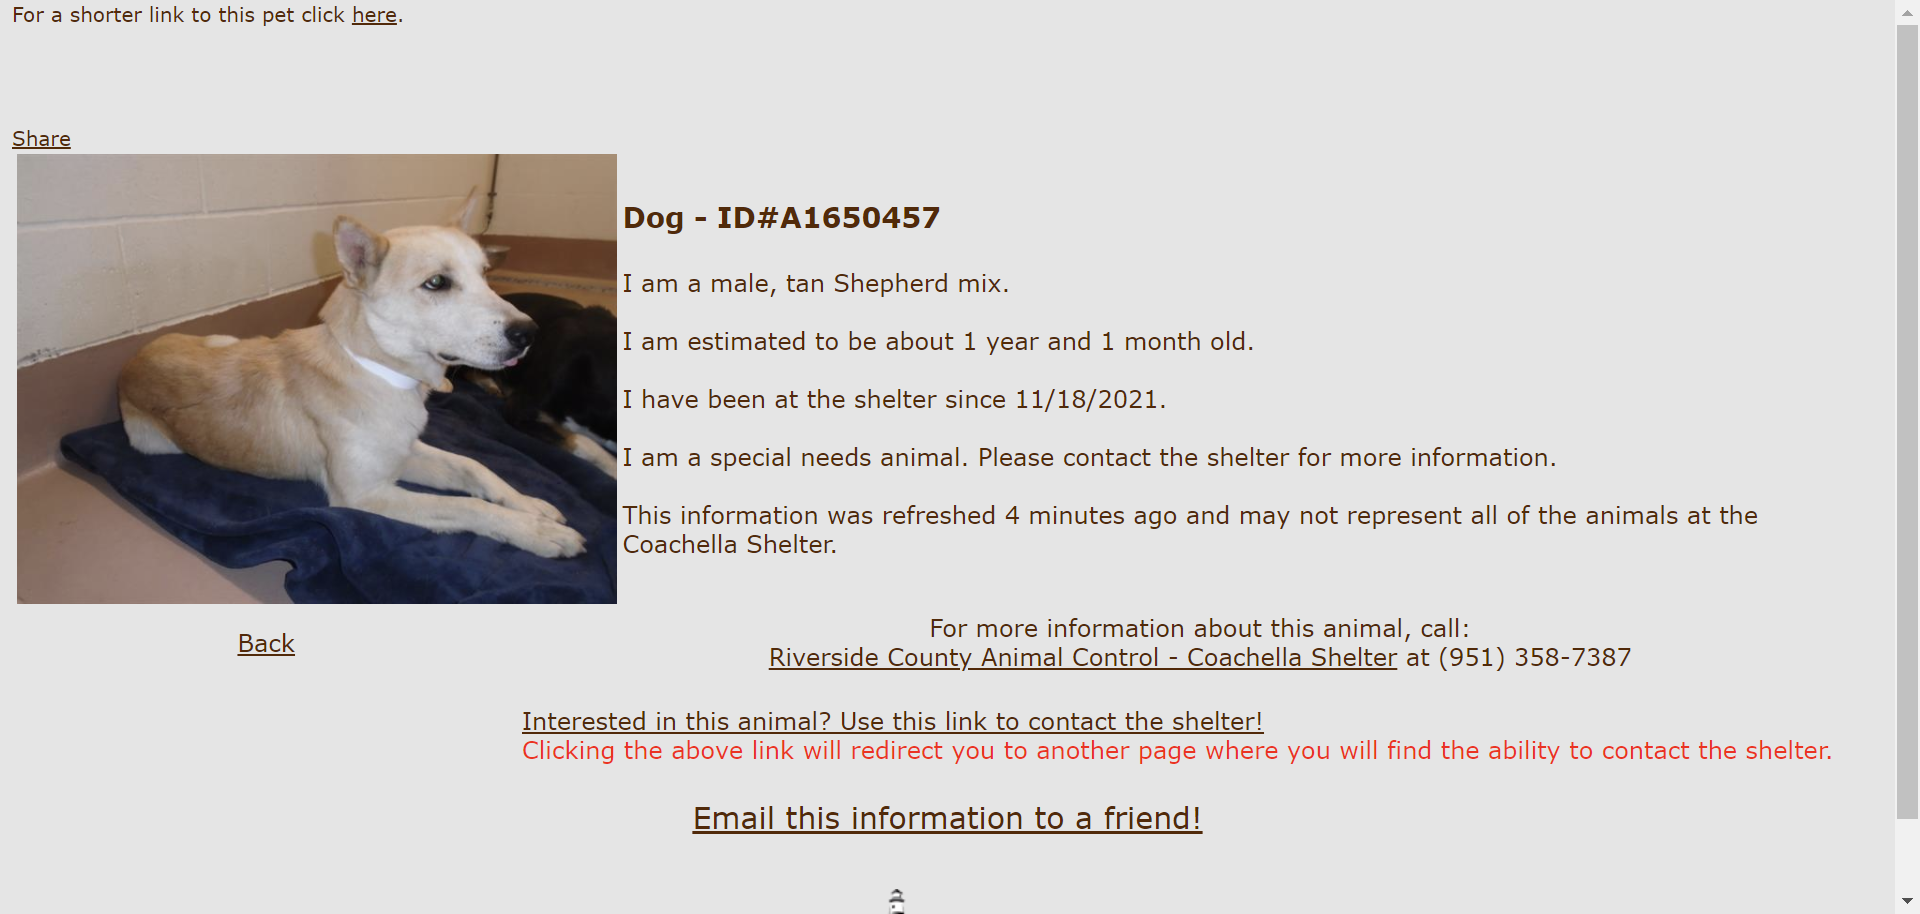 For a shorter link to this pet click here.
Share
Dog - ID#A1650457
I am a male, tan Shepherd mix.
I am estimated to be about 1 year and 1 month old.
I have been at the shelter since 11/18/2021.
I am a special needs animal. Please contact the shelter for more information.
This information was refreshed 4 minutes ago and may not represent all of the animals at the
Coachella Shelter.
Back
For more information about this animal, call:
Riverside County Animal Control - Coachella Shelter at (951) 358-7387
Interested in this animal? Use this link to contact the shelter!
Clicking the above link will redirect you to another page where you will find the ability to contact the shelter.
Email this information to a friend!